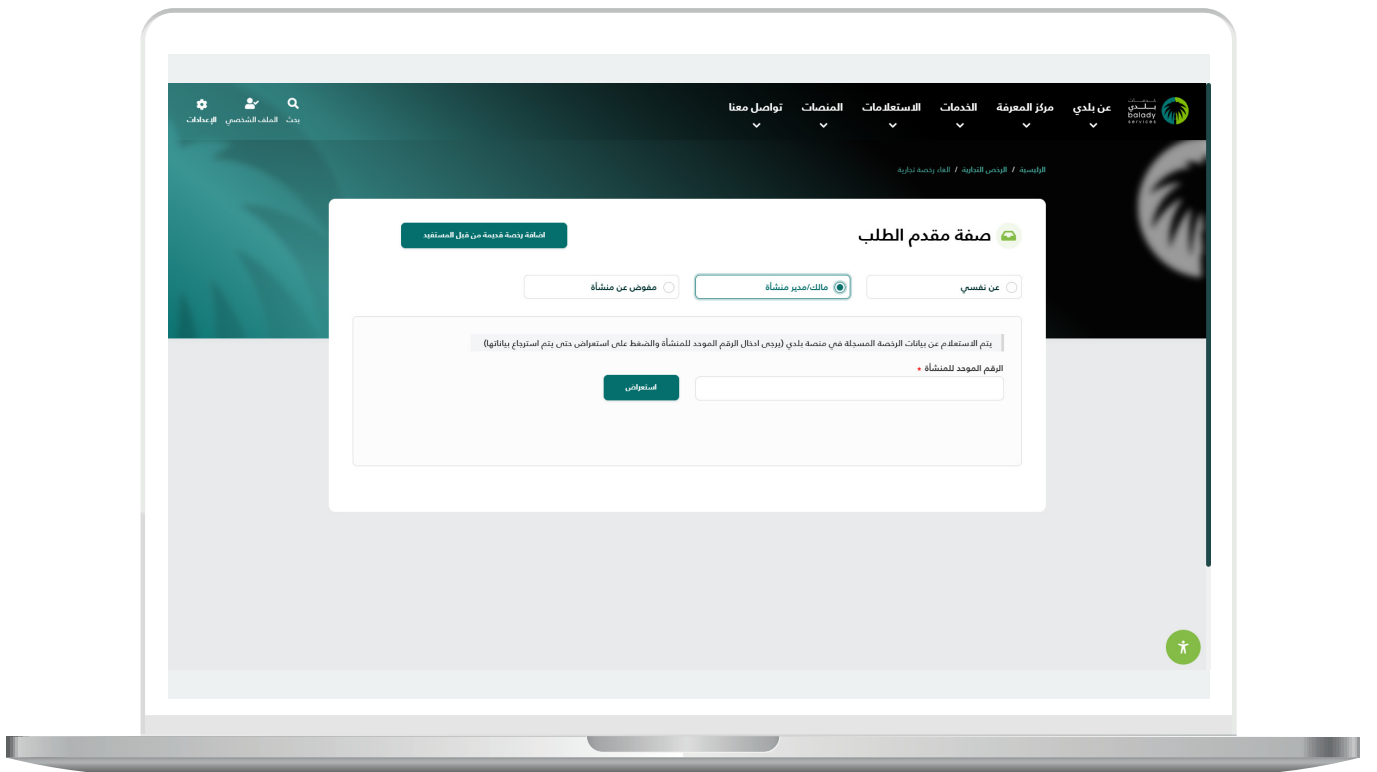 خدمات
بلدي
balady
services
عن بلدي
مركز المعرفة
الخدمات
الاستعلامات
المنصات
تواصل معنا
بحث
الملف الشخصي
الإعدادات
الرئيسية / الرخص التجارية / الغاء رخصة تجارية
صفة مقدم الطلب
اضافة رخصة قديمة من قبل المستفيد
عن نفسي
مالك/مدير منشأة
مفوض عن منشأة
يتم الاستعلام عن بيانات الرخصة المسجلة في منصة بلدي (يرجى ادخال الرقم الموحد للمنشأة والضغط على استعراض حتى يتم استرجاع بياناتها)
الرقم الموحد للمنشأة *
استعراض